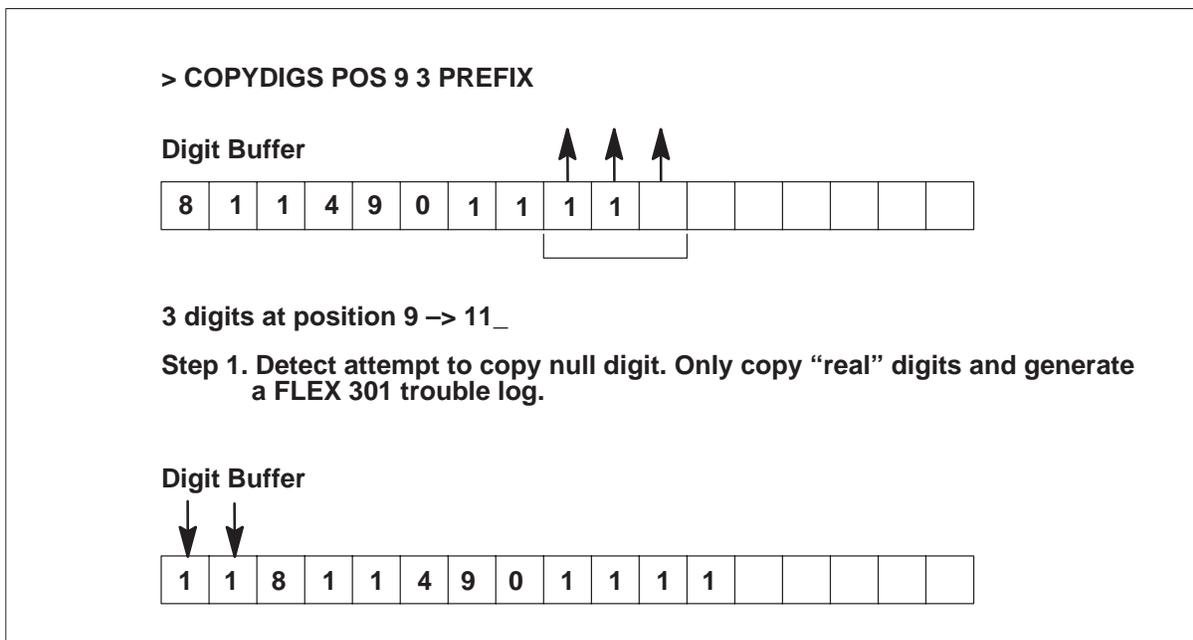 > COPYDIGS POS 9 3 PREFIX
Digit Buffer
8 1 1 4 9 0 1 1 1 1
3 digits at position 9 –> 11_
Step 1. Detect attempt to copy null digit. Only copy “real” digits and generate
a FLEX 301 trouble log.
Digit Buffer
1 1 8 1 1 4 9 0 1 1 1 1